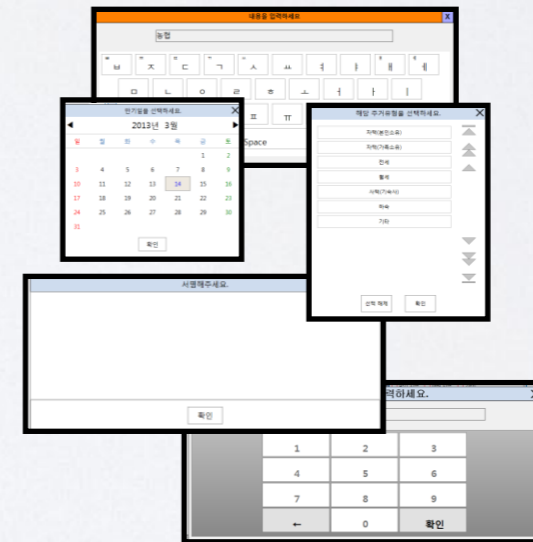 내용을 입력하세요 X
농협
ㅂ ㅈ ㄷ ㄱ ㅅ ㅛ ㅕ ㅑ ㅐ ㅔ
ㅁ ㄴ ㅇ ㄹ ㅎ ㅗ ㅓ ㅏ ㅣ
ㅍ ㅠ
Space
만기일을 선택하세요. X
◀ 2013년 3월 ▶
일 월 화 수 목 금 토
1 2
3 4 5 6 7 8 9
10 11 12 13 14 15 16
17 18 19 20 21 22 23
24 25 26 27 28 29 30
31
확인
해당 주거유형을 선택하세요. X
자택(본인소유)
자택(가족소유)
전세
월세
사택(기숙사)
하숙
기타
선택 해제 확인
서명해주세요.
확인
력하세요. X
1 2 3
4 5 6
7 8 9
← 0 확인